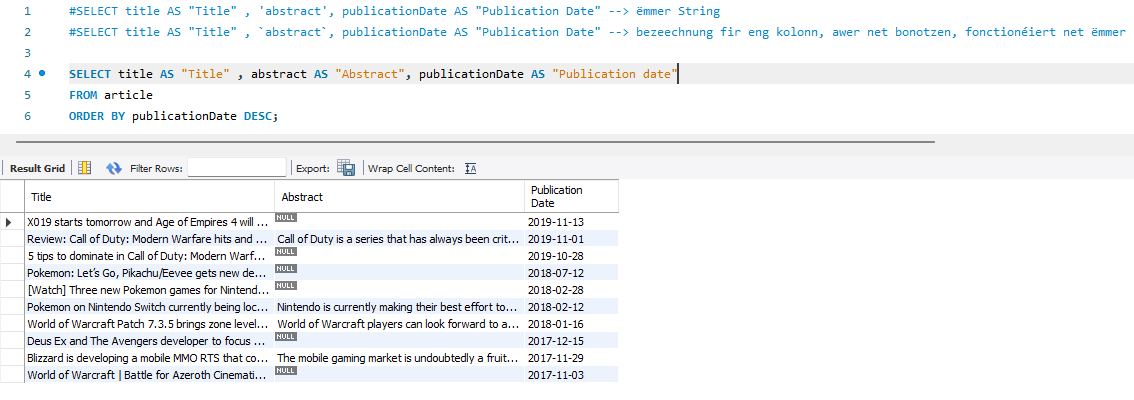 1 #SELECT title AS "Title" , 'abstract', publicationDate AS "Publication Date" --> ëmmer String
2 #SELECT title AS "Title" , `abstract`, publicationDate AS "Publication Date" --> bezeechnung fir eng kolonn, awer net bonotzen, fonctionéiert net ëmmer
3
4 SELECT title AS "Title" , abstract AS "Abstract", publicationDate AS "Publication date"
5 FROM article
6 ORDER BY publicationDate DESC;
Result Grid Filter Rows: Export: Wrap Cell Content: IA
Title Abstract Publication
Date
X019 starts tomorrow and Age of Empires 4 will ... NULL 2019-11-13
Review: Call of Duty: Modern Warfare hits and ... Call of Duty is a series that has always been crit... 2019-11-01
5 tips to dominate in Call of Duty: Modern Warf... NULL 2019-10-28
Pokemon: Let's Go, Pikachu/Eevee gets new de... NULL 2018-07-12
[Watch] Three new Pokemon games for Nintend... NULL 2018-02-28
Pokemon on Nintendo Switch currently being loc... Nintendo is currently making their best effort to... 2018-02-12
World of Warcraft Patch 7.3.5 brings zone level... World of Warcraft players can look forward to a... 2018-01-16
Deus Ex and The Avengers developer to focus ... NULL 2017-12-15
Blizzard is developing a mobile MMO RTS that co... The mobile gaming market is undoubtedly a fruit... 2017-11-29
World of Warcraft | Battle for Azeroth Cinemati... NULL 2017-11-03